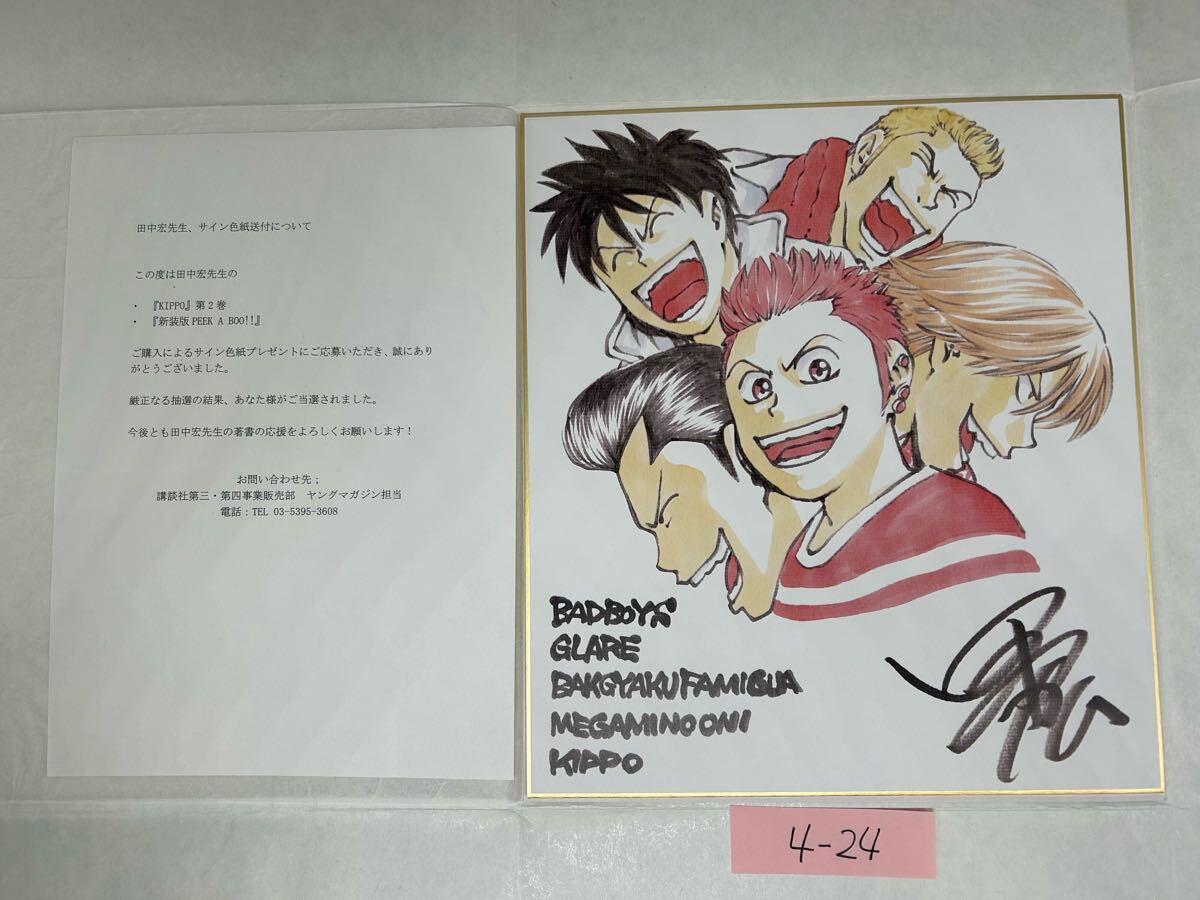 田中宏先生、サイン色紙送付について
この度は田中宏先生の
・ 『KIPPO』第2巻
・ 『新装版 PEEK A BOO!!』
ご購入によるサイン色紙プレゼントにご応募いただき、誠にあり
がとうございました。
厳正なる抽選の結果、あなた様がご当選されました。
今後とも田中宏先生の著書の応援をよろしくお願いします！
お問い合わせ先；
講談社第三・第四事業販売部 ヤングマガジン担当
電話：TEL 03-5395-3608
BADBOYS
GLARE
BAKGYAKUFAMIGLIA
MEGAMINOONI
KIPPO
4-24